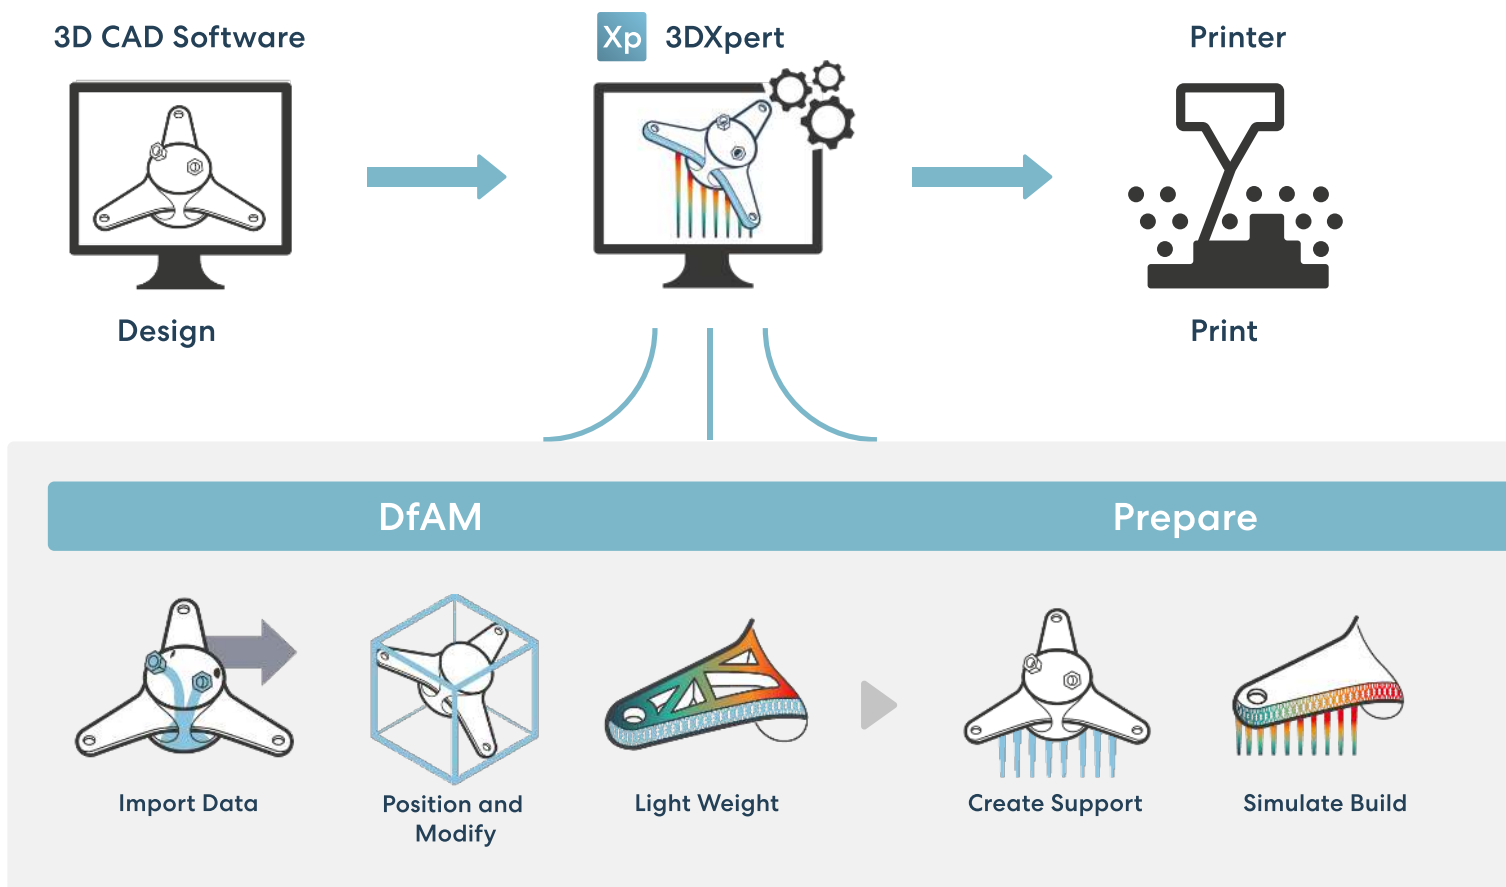 3D CAD Software
Xp 3DXpert
Printer
Design
Print
DfAM
Prepare
Import Data
Position and
Modify
Light Weight
Create Support
Simulate Build